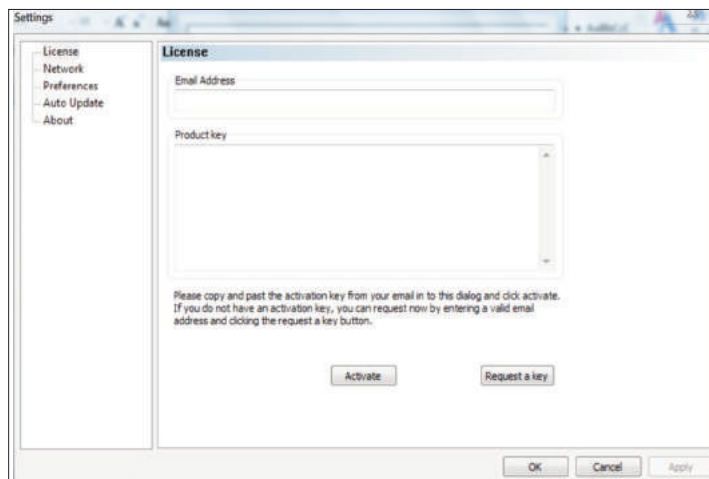 Settings
License
Network
Preferences
Auto Update
About
License
Email Address
Product key
Please copy and past the activation key from your email in to this dialog and click activate.
If you do not have an activation key, you can request now by entering a valid email
address and clicking the request a key button.
Activate
Request a key
OK
Cancel
Apply